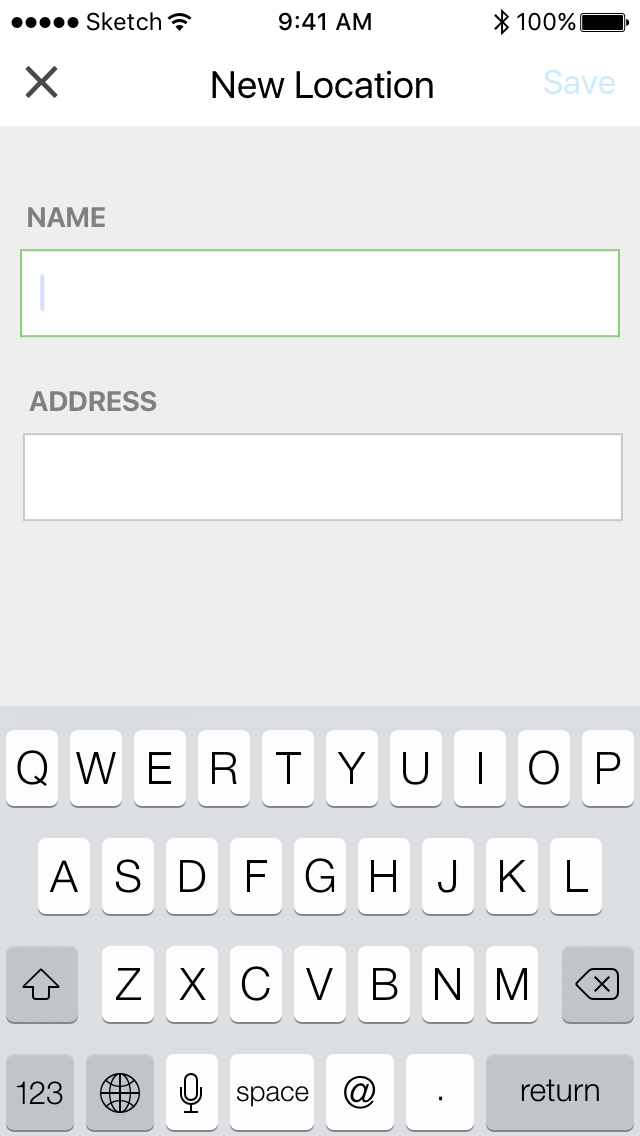 Sketch 9:41 AM 100%
New Location Save
NAME
ADDRESS
Q W E R T Y U I O P
A S D F G H J K L
Z X C V B N M
123 space @ . return